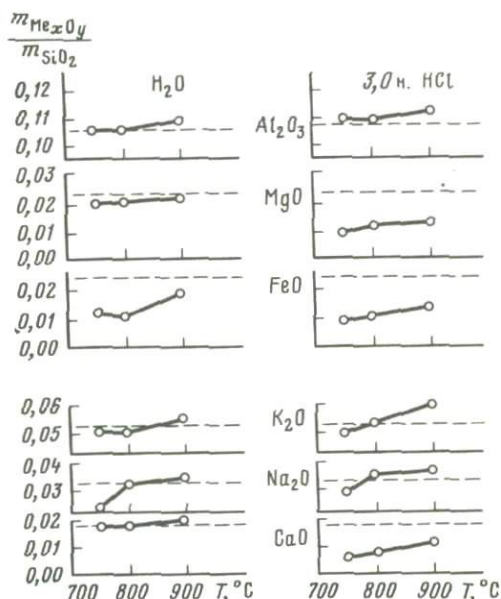 m MexOy
m SiO2
H2O
3,0 н. HCl
0,12
0,11
0,10
Al2O3
0,03
0,02
0,01
0,00
MgO
0,02
0,01
0,00
FeO
0,06
0,05
K2O
0,04
0,03
Na2O
0,02
0,01
0,00
CaO
700 800 900 T,°C
700 800 900 T,°C